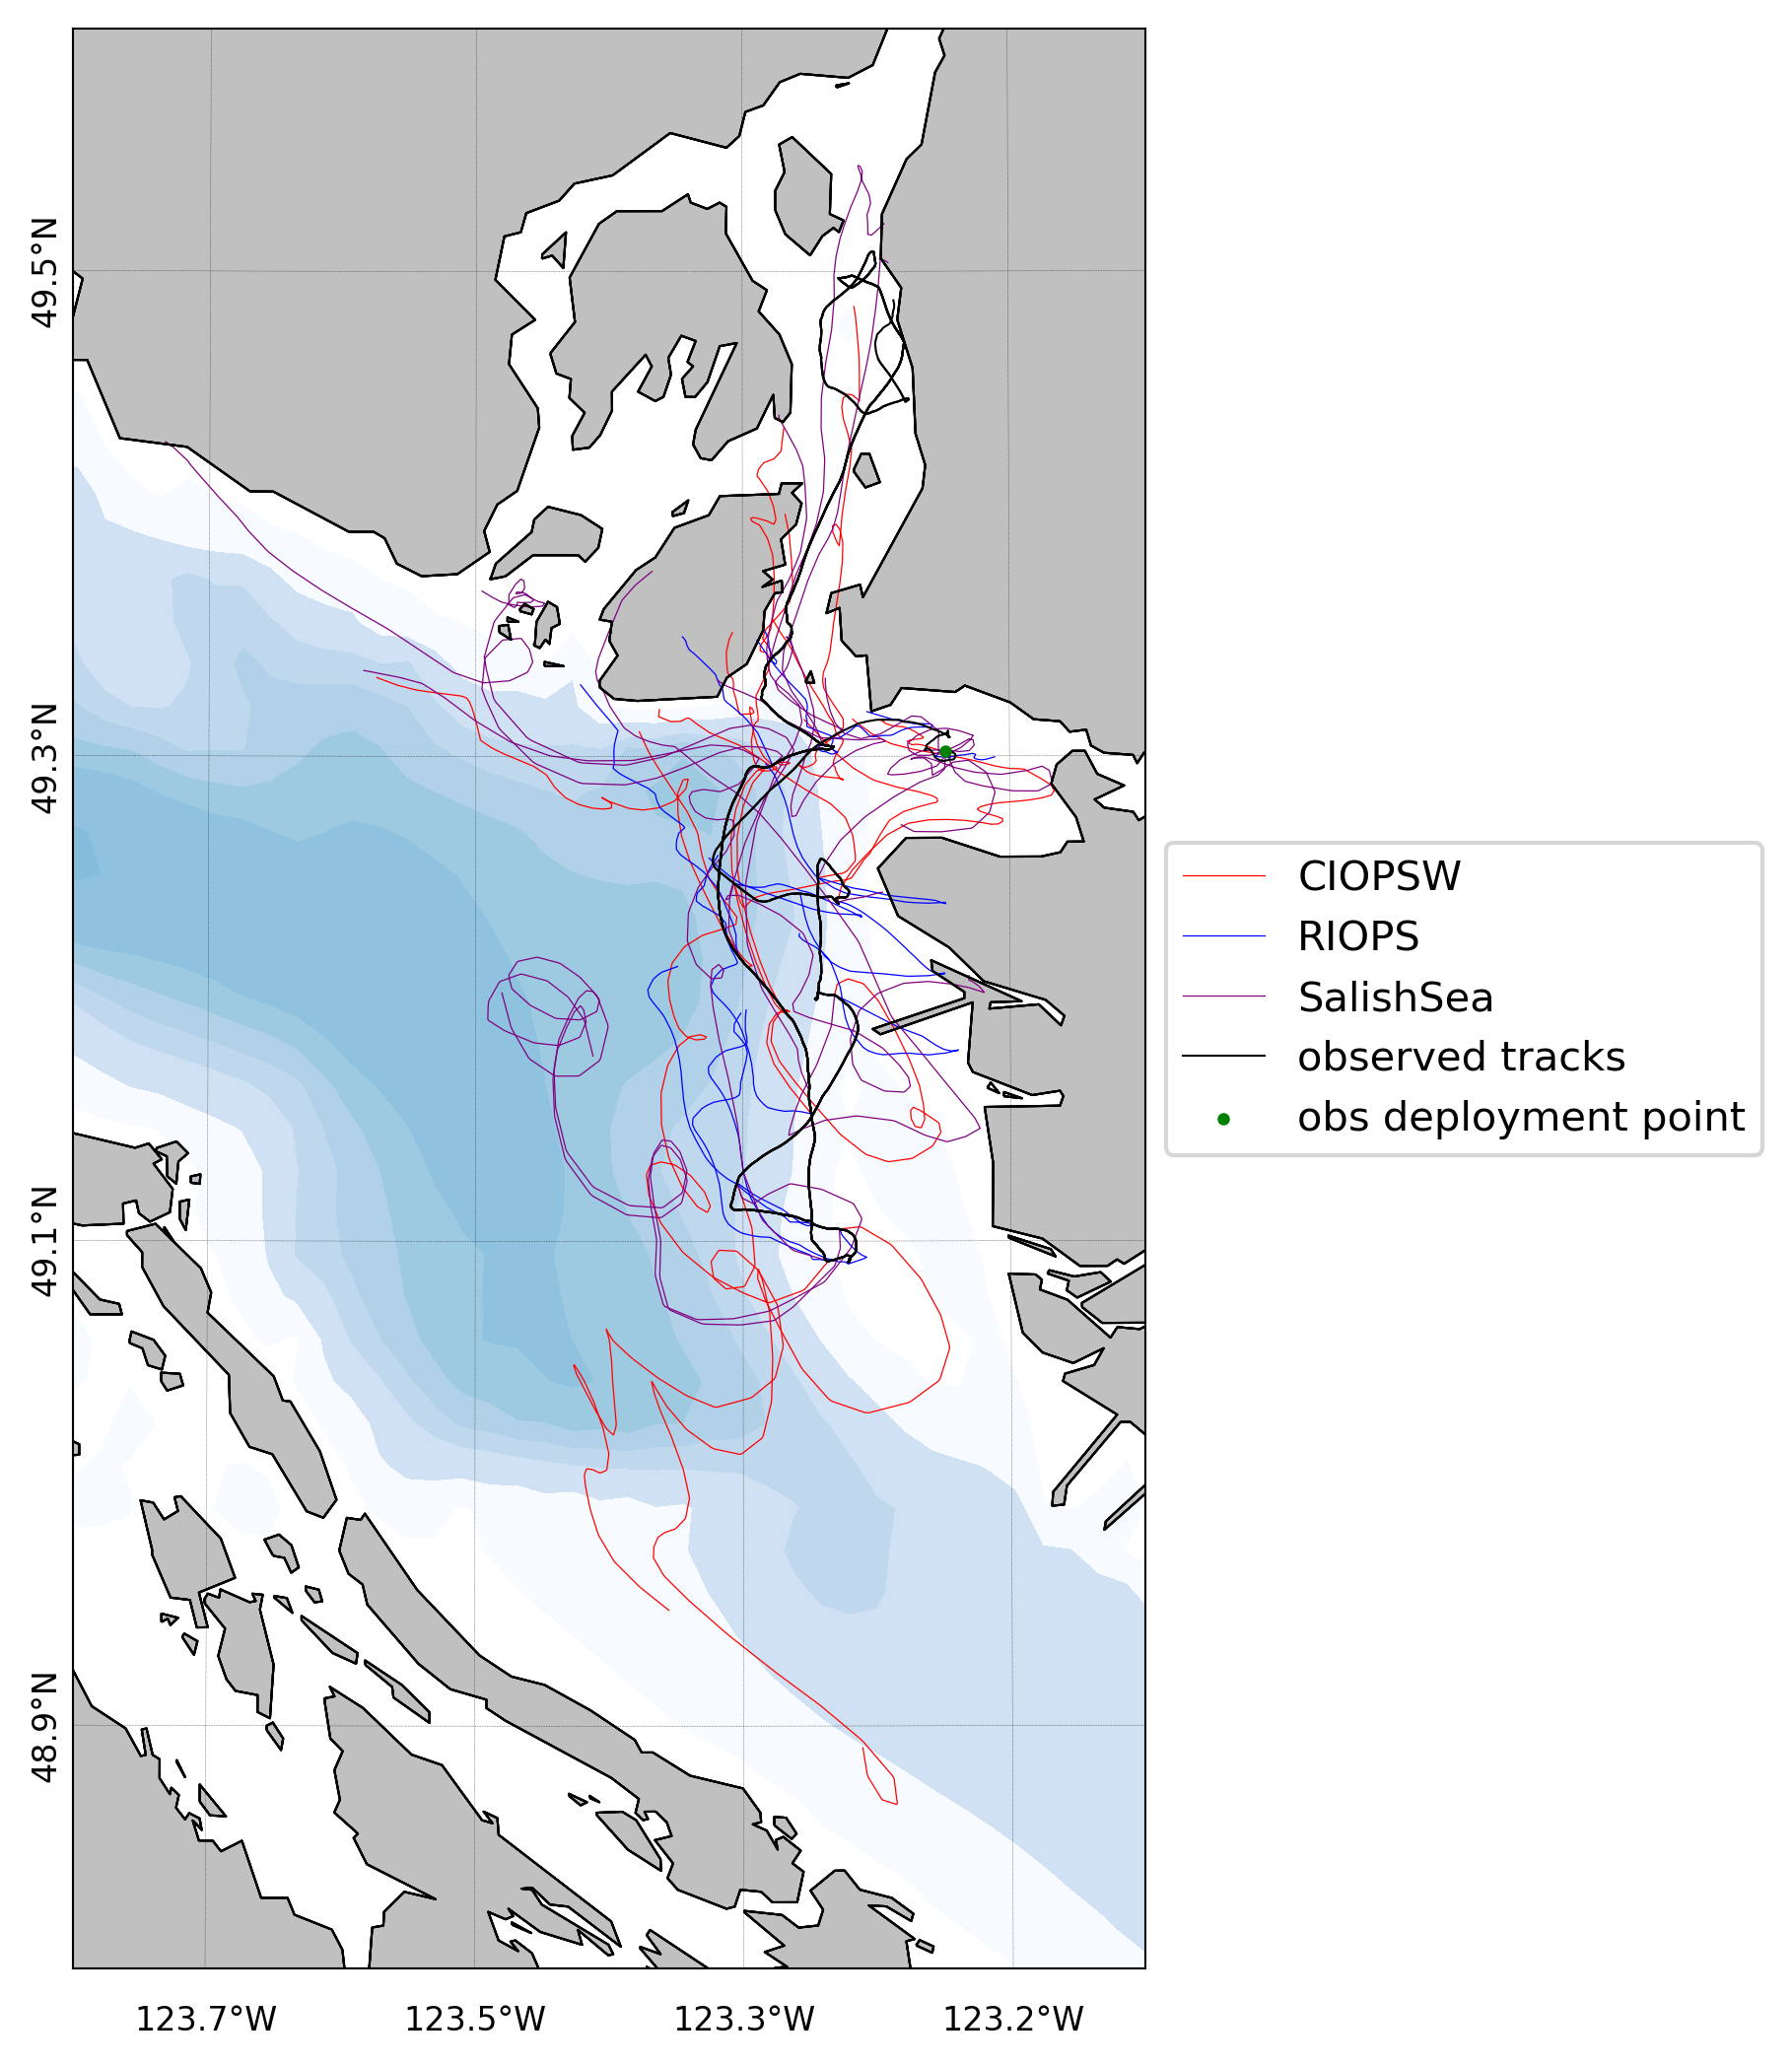 49.5°N
49.3°N
49.1°N
48.9°N
123.7°W
123.5°W
123.3°W
123.2°W
CIOPSW
RIOPS
SalishSea
observed tracks
obs deployment point